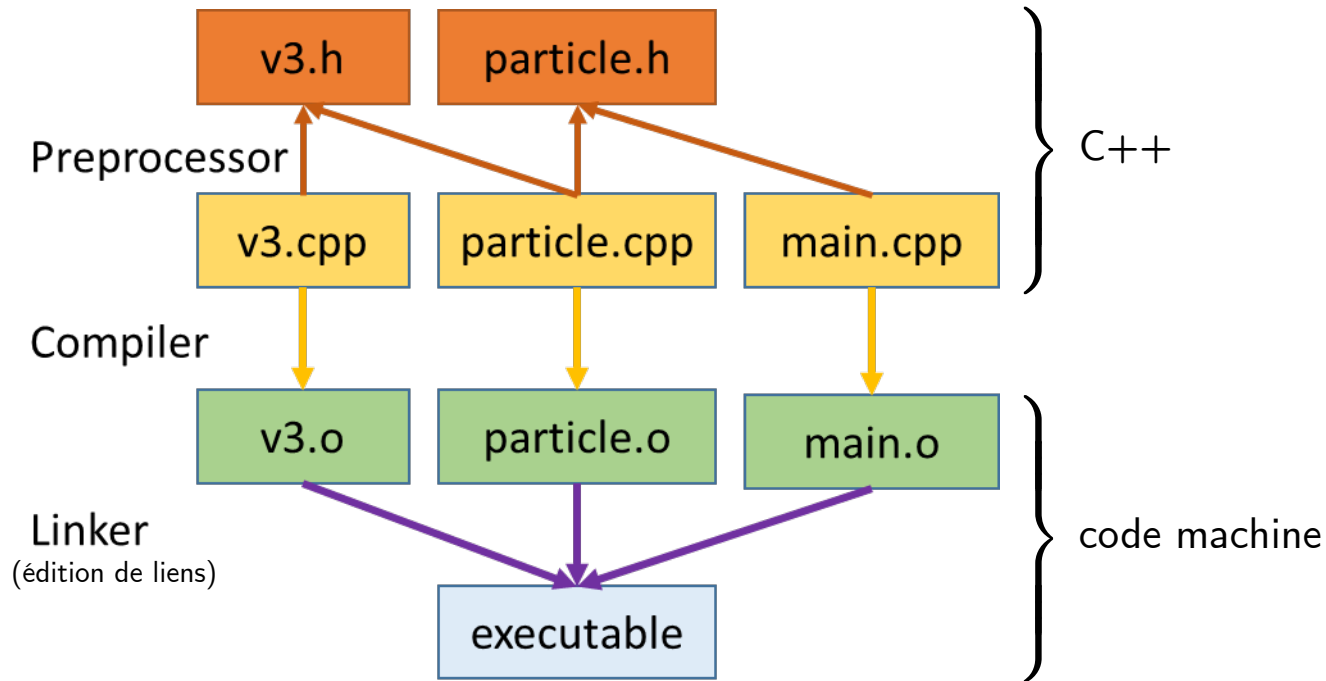 v3.h
particle.h
C++
Preprocessor
v3.cpp
particle.cpp
main.cpp
Compiler
v3.o
particle.o
main.o
Linker
(édition de liens)
code machine
executable